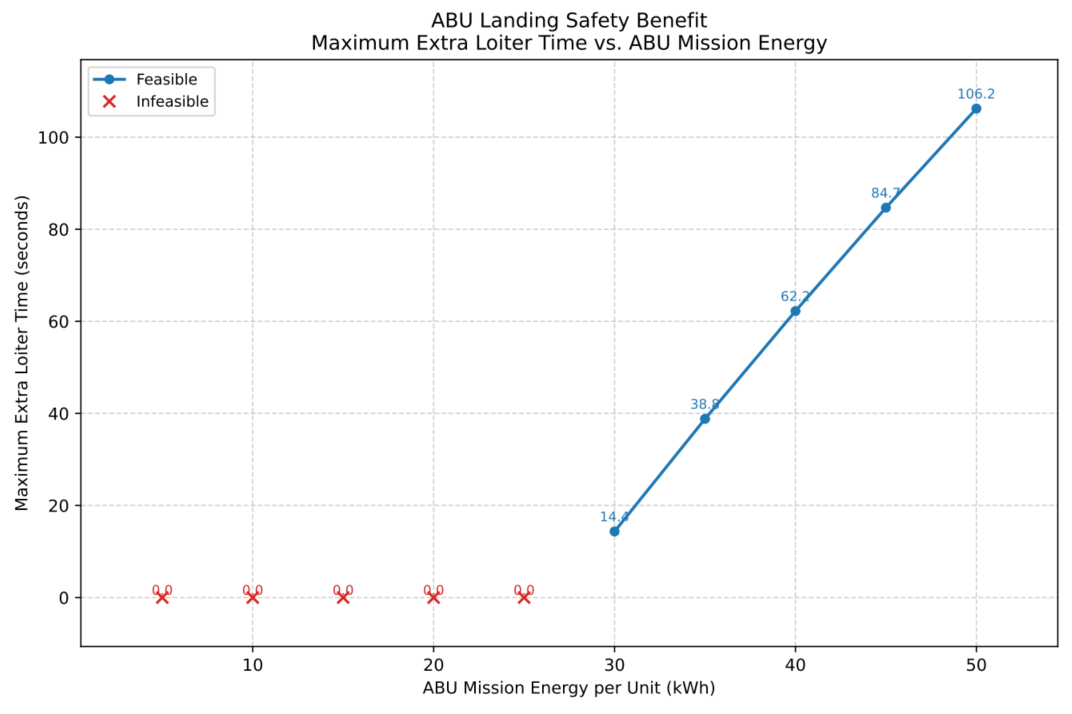 ABU Landing Safety Benefit
Maximum Extra Loiter Time vs. ABU Mission Energy
Feasible
Infeasible
Maximum Extra Loiter Time (seconds)
100
80
60
40
20
0
106.2
84.7
62.2
38.8
14.4
0.0 0.0 0.0 0.0 0.0
10 20 30 40 50
ABU Mission Energy per Unit (kWh)